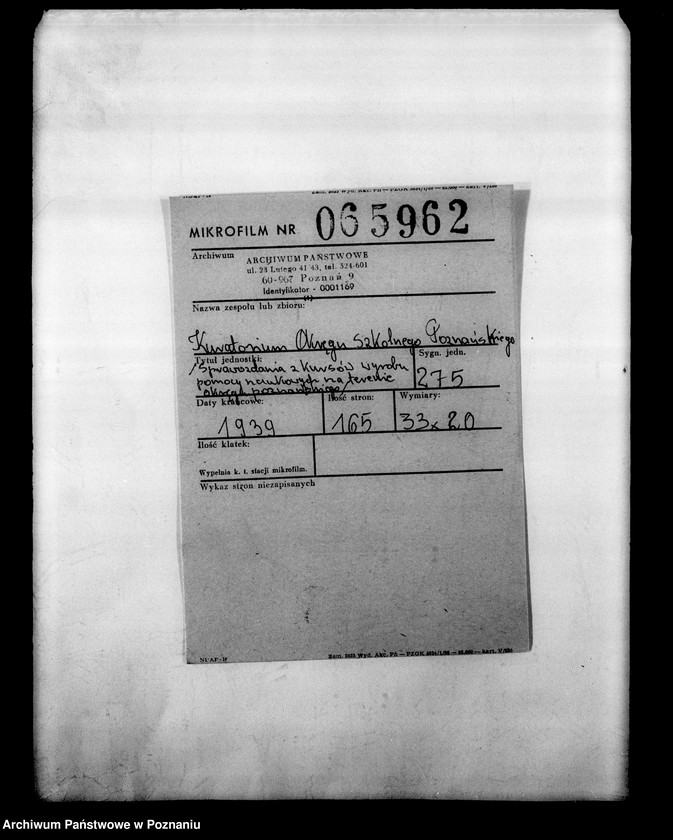 MIKROFILM NR 065962
Archiwum
ARCHIWUM PAŃSTWOWE
ul. 23 Lutego 41/43, tel. 524-601
60-967 Poznań 9
Identyfikator - 0001169
Nazwa zespołu lub zbioru:
Kuratorium Okręgu Szkolnego Poznańskiego
Tytuł jednostki:
Sygn. jedn.
/Sprawozdania z kursów wyrobu
pomocy naukowych na terenie
okręgu poznańskiego/
275
Daty krańcowe:
Ilość stron:
Wymiary:
1939
165
33x20
Ilość klatek:
Wypełnia k. t. stacji mikrofilm.
Wykaz stron niezapisanych
Archiwum Państwowe w Poznaniu